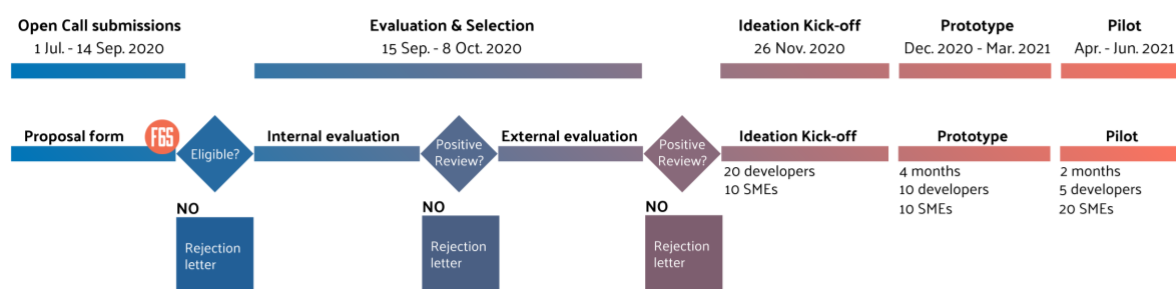 Open Call submissions
1 Jul. - 14 Sep. 2020
Evaluation & Selection
15 Sep. - 8 Oct. 2020
Ideation Kick-off
26 Nov. 2020
Prototype
Dec. 2020 - Mar. 2021
Pilot
Apr. - Jun. 2021
Proposal form
F6S
Eligible?
Internal evaluation
Positive
Review?
External evaluation
Positive
Review?
Ideation Kick-off
20 developers
10 SMEs
Prototype
4 months
10 developers
10 SMEs
Pilot
2 months
5 developers
20 SMEs
NO
Rejection
letter
NO
Rejection
letter
NO
Rejection
letter